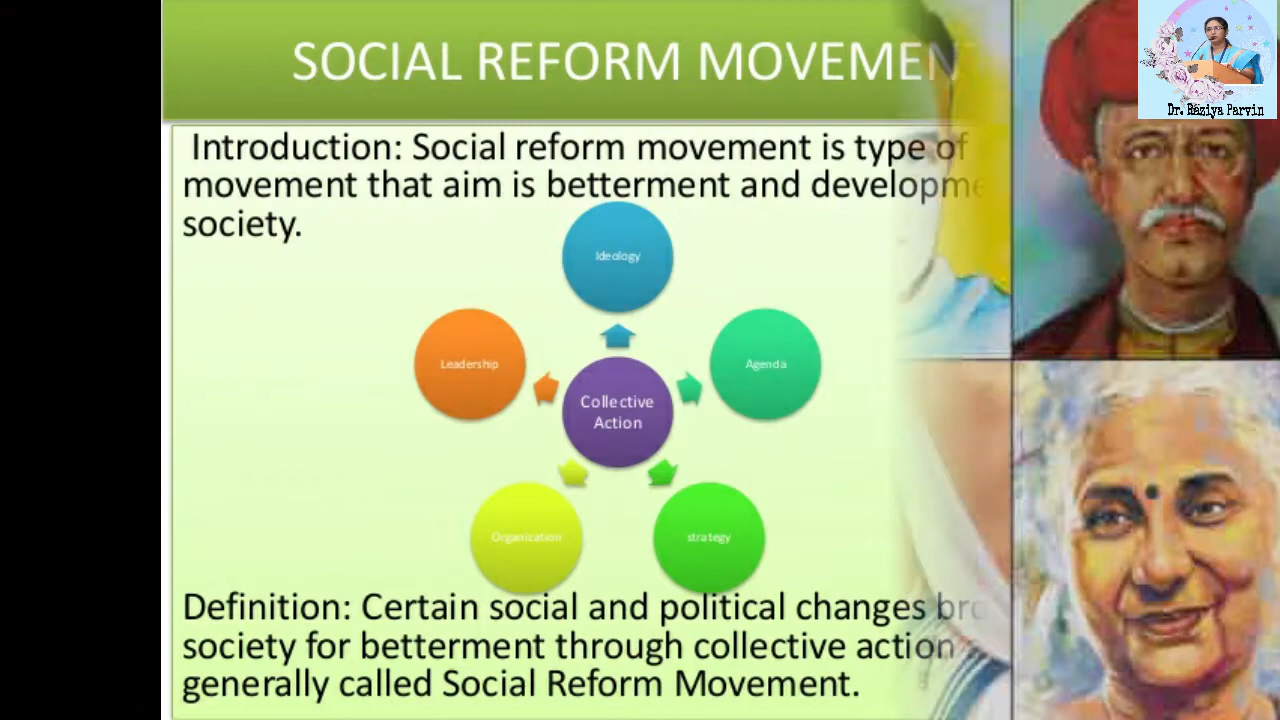 SOCIAL REFORM MOVEMEN
Introduction: Social reform movement is type of
movement that aim is betterment and developme
society.
Ideology
Leadership
Agenda
Collective
Action
Organization
strategy
Definition: Certain social and political changes bro
society for betterment through collective action
generally called Social Reform Movement.
Dr. Raziya Parvin